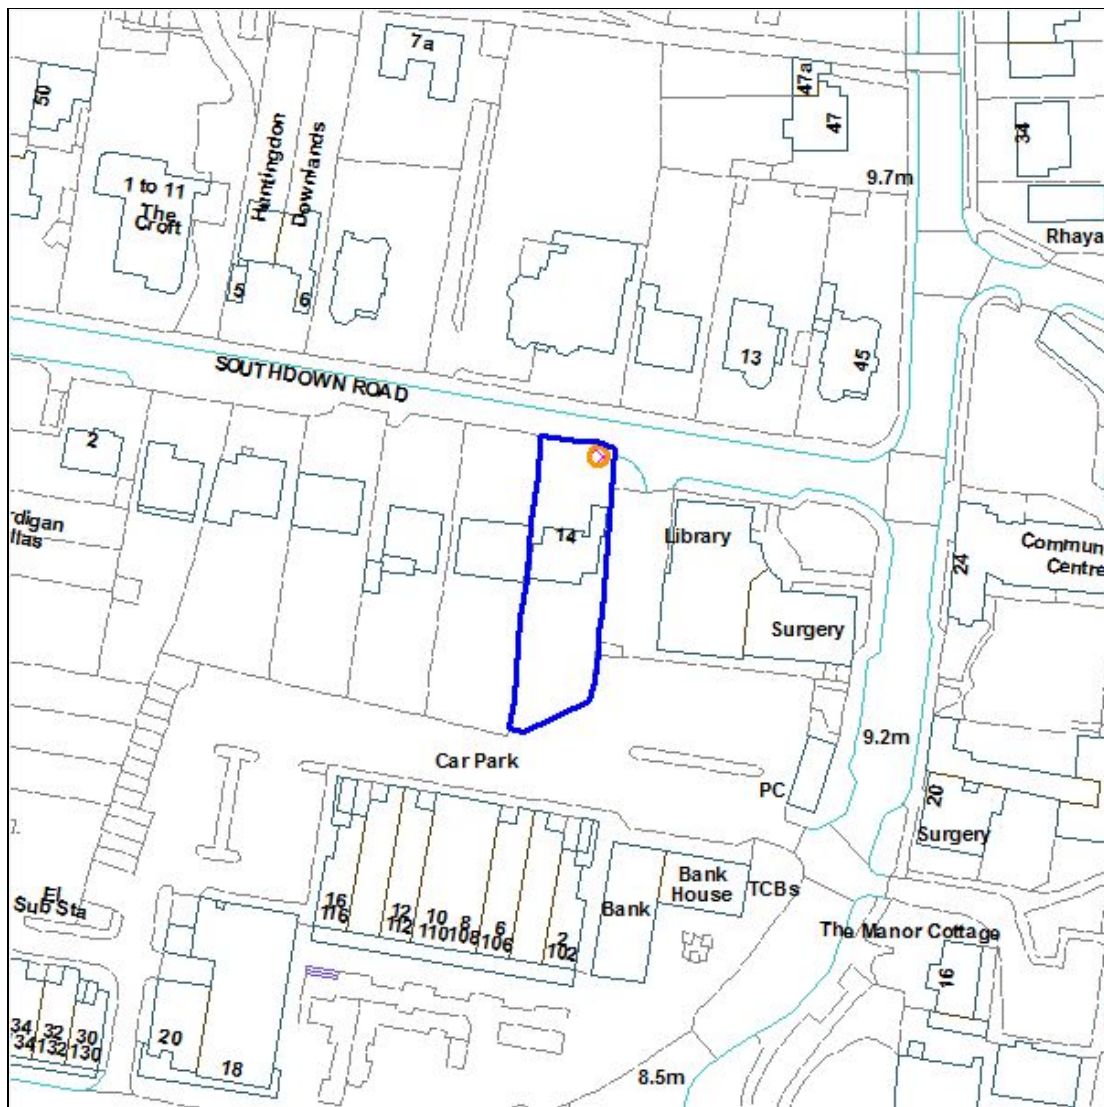 7a
50
47a
47
34
Huntingdon
Downlands
9.7m
1 to 11
The
Croft
Rhaya
5
6
13
45
SOUTHDOWN ROAD
2
14
Library
rdigan
llas
Commun
Centre
24
Surgery
9.2m
Car Park
PC
20
Surgery
El
Sub Sta
16
116
12
112
10
110
8
108
6
106
2
102
Bank
Bank
House
TCBs
The Manor Cottage
16
34
134
32
132
30
130
20
18
8.5m